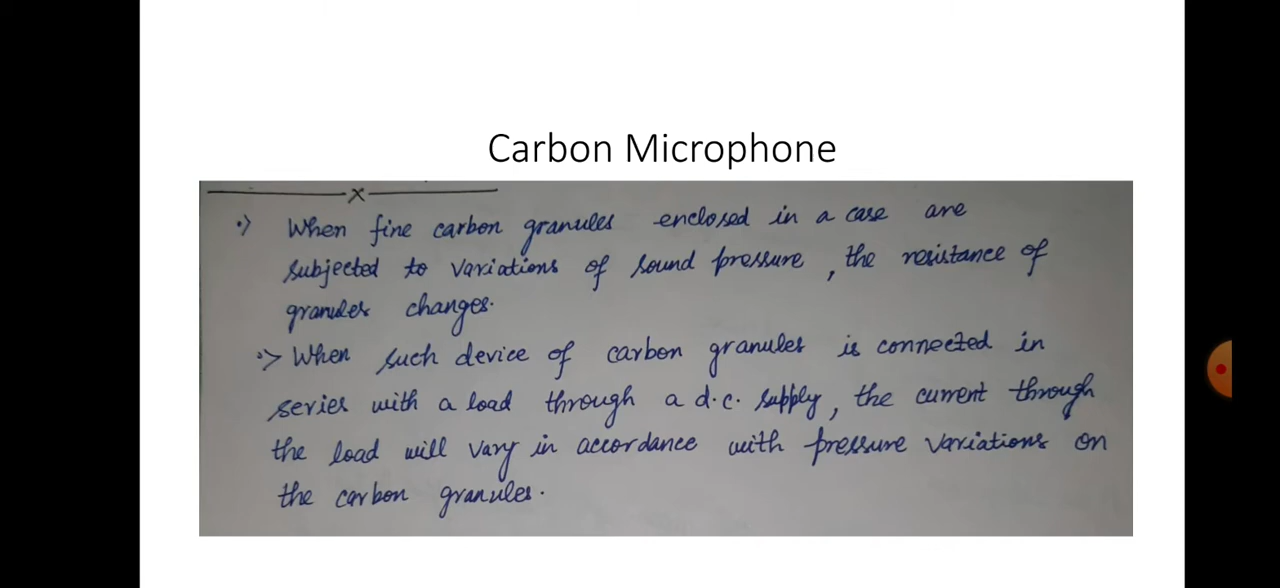 Carbon Microphone
x
·> When fine carbon granules enclosed in a case are
subjected to variations of sound pressure, the resistance of
granules changes.
·> When such device of carbon granules is connected in
series with a load through a d.c. supply, the current through
the load will vary in accordance with pressure variations on
the carbon granules.